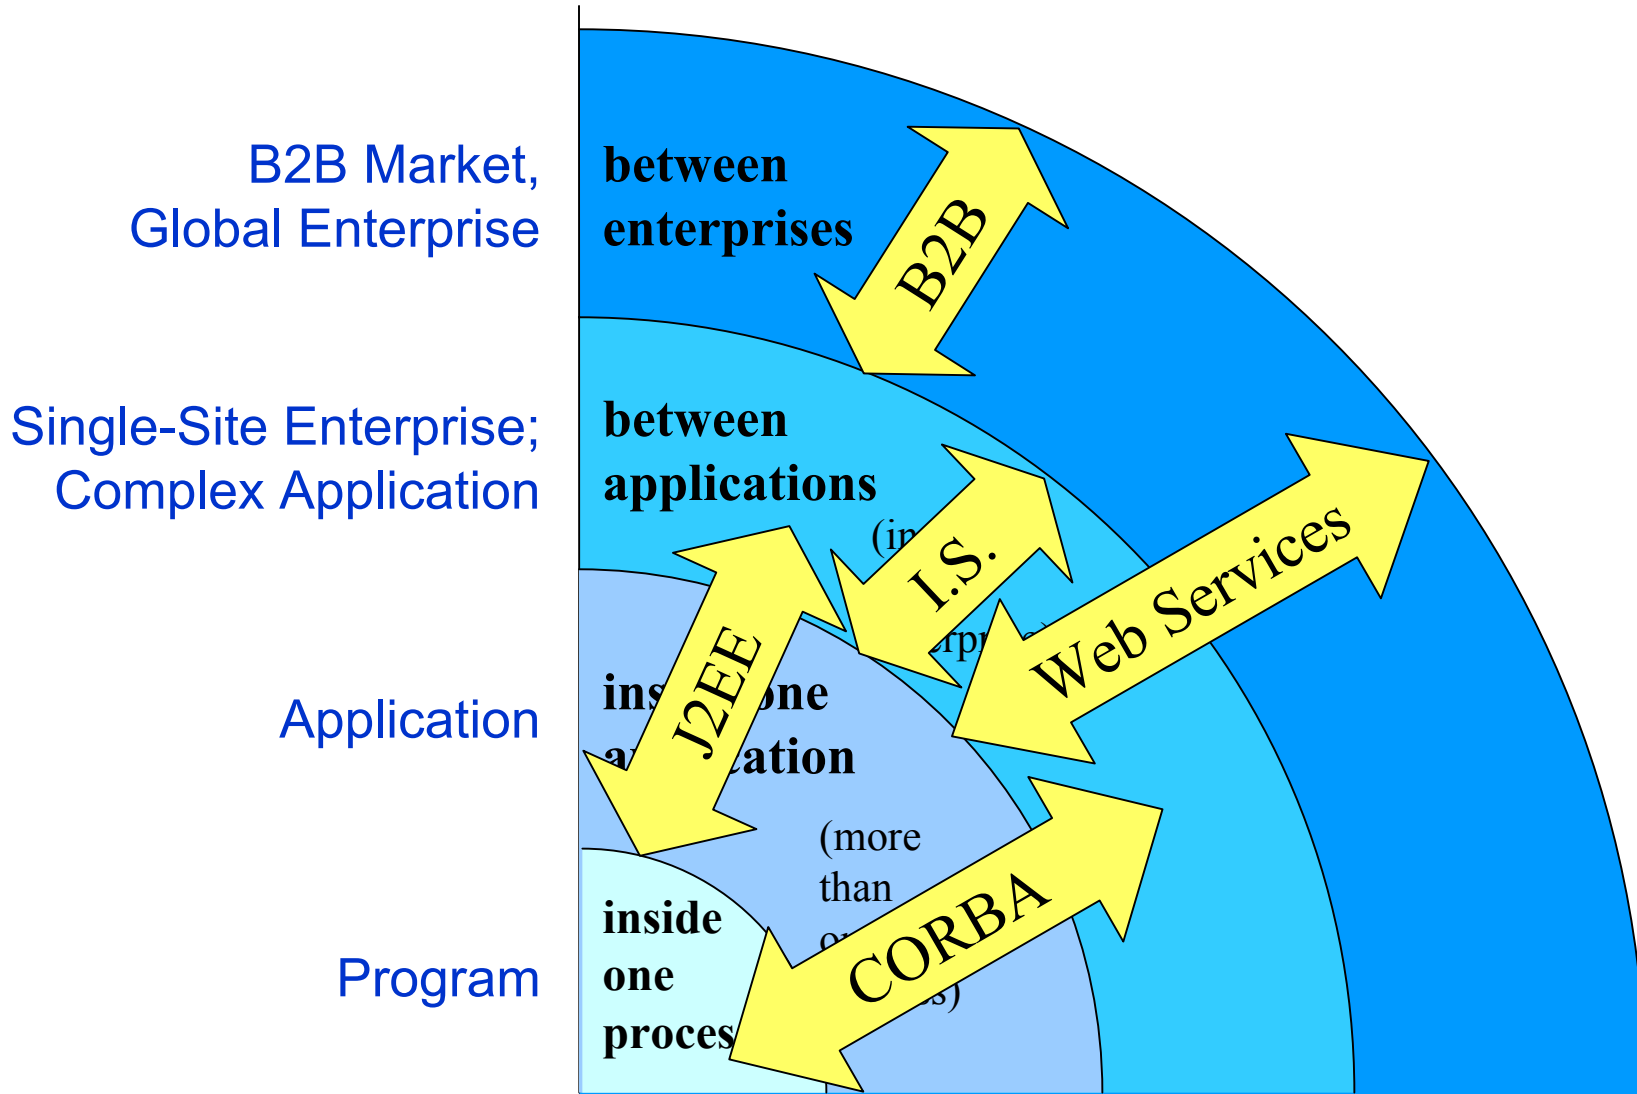 B2B Market,
Global Enterprise
between
enterprises
B2B
Single-Site Enterprise;
Complex Application
between
applications
I.S.
Web Services
Application
one
J2EE
(more
than
CORBA
Program
inside
one
proces